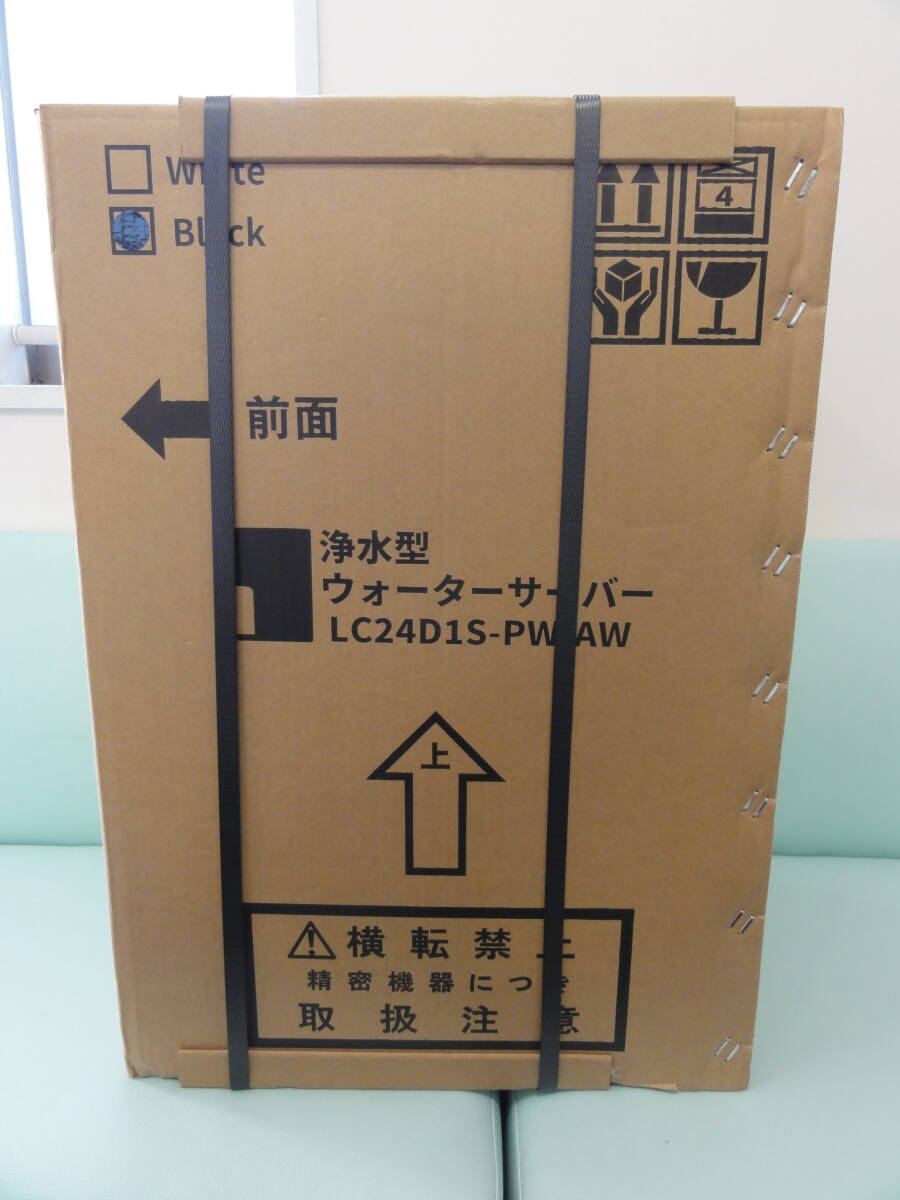 White
Black
4
前面
浄水型
ウォーターサーバー
LC24D1S-PW/AW
上
横転禁止
精密機器につき
取扱注意